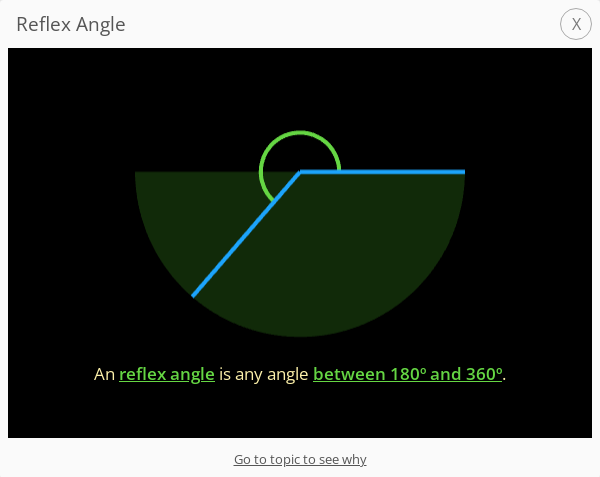 Reflex Angle
X
An reflex angle is any angle between 180º and 360º.
Go to topic to see why